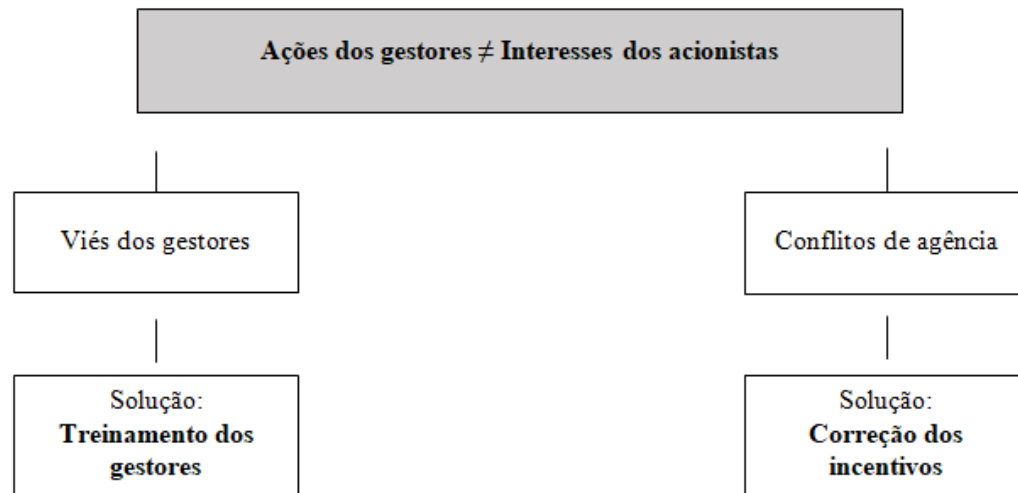 Ações dos gestores ≠ Interesses dos acionistas
Viés dos gestores
Conflitos de agência
Solução:
Treinamento dos
gestores
Solução:
Correção dos
incentivos